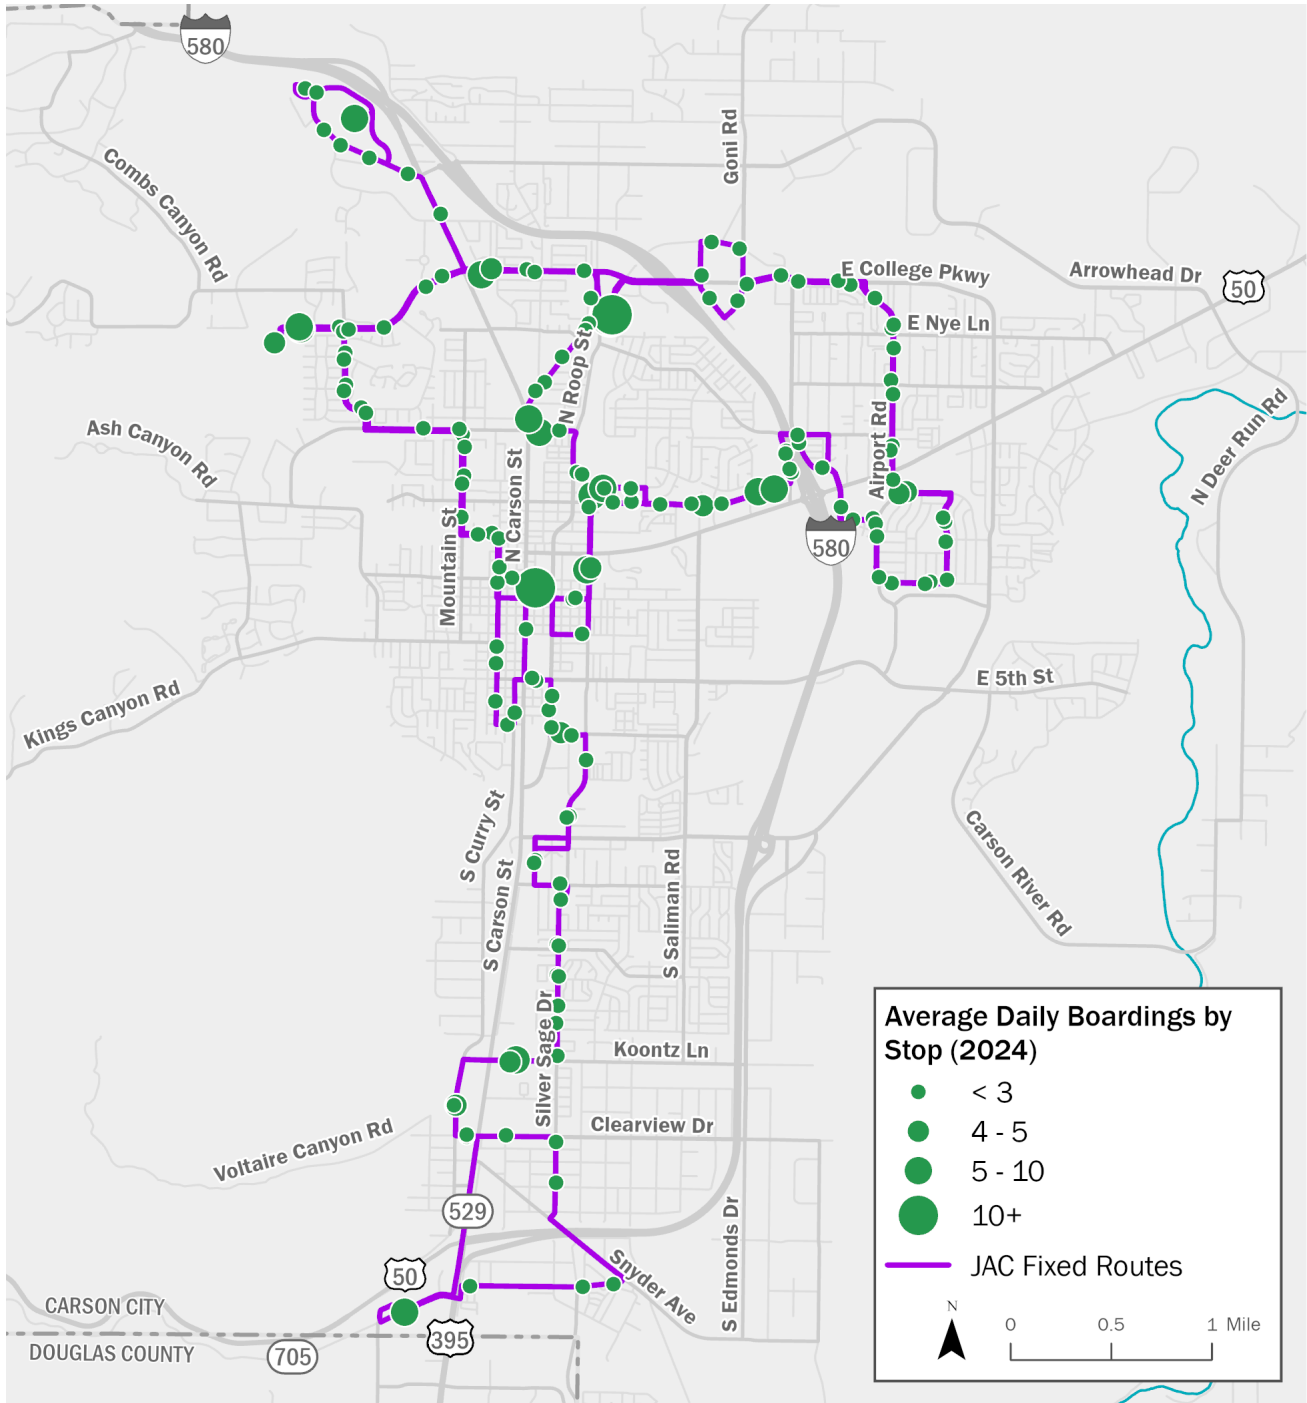 580
Combs Canyon Rd
Goni Rd
E College Pkwy
Arrowhead Dr
50
E Nye Ln
N Roop St
Ash Canyon Rd
Airport Rd
N Deer Run Rd
N Carson St
Mountain St
580
E 5th St
Kings Canyon Rd
S Curry St
S Carson St
S Saliman Rd
Carson River Rd
Silver Sage Dr
Koontz Ln
Clearview Dr
Voltaire Canyon Rd
529
Snyder Ave
S Edmonds Dr
50
CARSON CITY
DOUGLAS COUNTY
705
395
Average Daily Boardings by
Stop (2024)
< 3
4 - 5
5 - 10
10+
JAC Fixed Routes
N
0 0.5 1 Mile